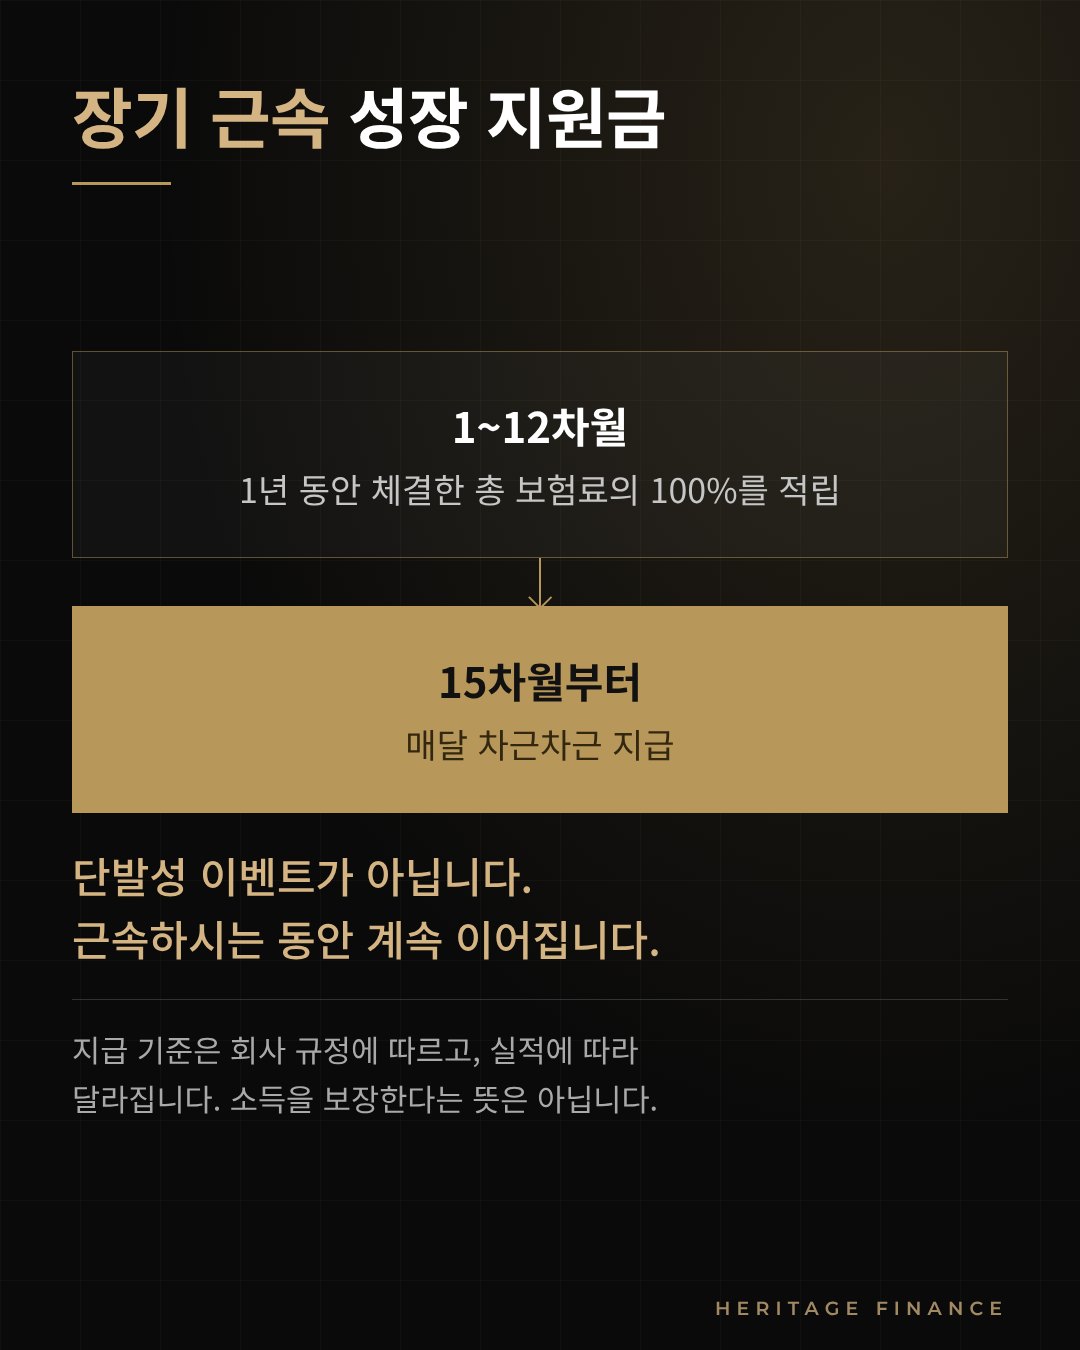 장기 근속 성장 지원금
1~12차월
1년 동안 체결한 총 보험료의 100%를 적립
15차월부터
매달 차근차근 지급
단발성 이벤트가 아닙니다.
근속하시는 동안 계속 이어집니다.
지급 기준은 회사 규정에 따르고, 실적에 따라
달라집니다. 소득을 보장한다는 뜻은 아닙니다.
HERITAGE FINANCE